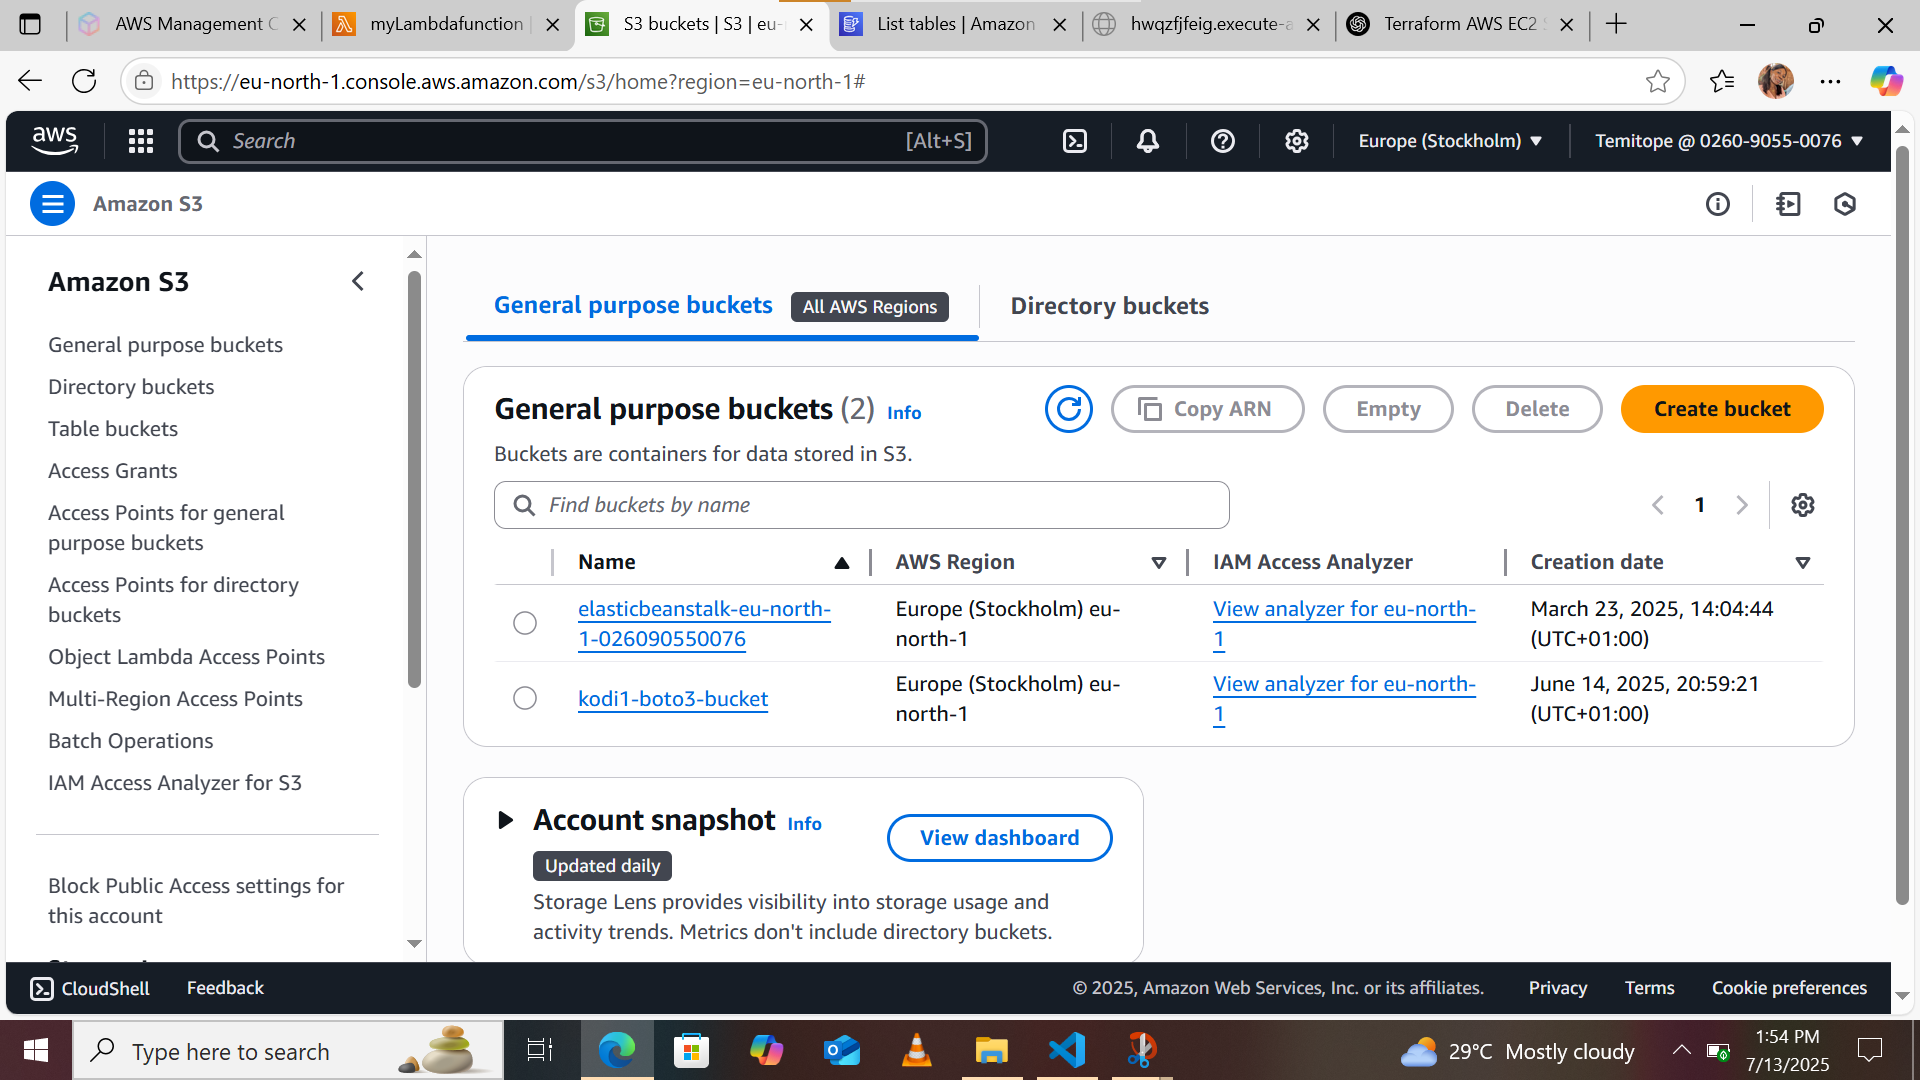 AWS Management C
myLambdafunction
S3 buckets | S3 | eu-
List tables | Amazon
hwqzfjfeig.execute-a
Terraform AWS EC2 S
https://eu-north-1.console.aws.amazon.com/s3/home?region=eu-north-1#
aws
Search
[Alt+S]
Europe (Stockholm)
Temitope @ 0260-9055-0076
Amazon S3
Amazon S3
General purpose buckets
Directory buckets
Table buckets
Access Grants
Access Points for general
purpose buckets
Access Points for directory
buckets
Object Lambda Access Points
Multi-Region Access Points
Batch Operations
IAM Access Analyzer for S3
Block Public Access settings for
this account
General purpose buckets
All AWS Regions
Directory buckets
General purpose buckets (2) Info
Copy ARN
Empty
Delete
Create bucket
Buckets are containers for data stored in S3.
Find buckets by name
1
Name
AWS Region
IAM Access Analyzer
Creation date
elasticbeanstalk-eu-north-
1-026090550076
Europe (Stockholm) eu-
north-1
View analyzer for eu-north-
1
March 23, 2025, 14:04:44
(UTC+01:00)
kodi1-boto3-bucket
Europe (Stockholm) eu-
north-1
View analyzer for eu-north-
1
June 14, 2025, 20:59:21
(UTC+01:00)
Account snapshot Info
View dashboard
Updated daily
Storage Lens provides visibility into storage usage and
activity trends. Metrics don't include directory buckets.
CloudShell
Feedback
© 2025, Amazon Web Services, Inc. or its affiliates.
Privacy
Terms
Cookie preferences
Type here to search
29°C Mostly cloudy
1:54 PM
7/13/2025